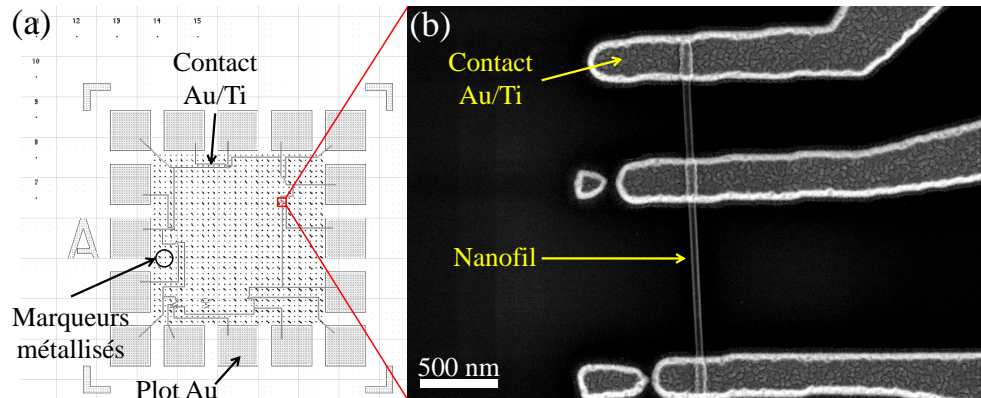 (a)
11 12 13 14 15
Contact
Au/Ti
10
9
8
7
A
Marqueurs
métallisés
Plot Au
(b)
Contact
Au/Ti
Nanofil
500 nm